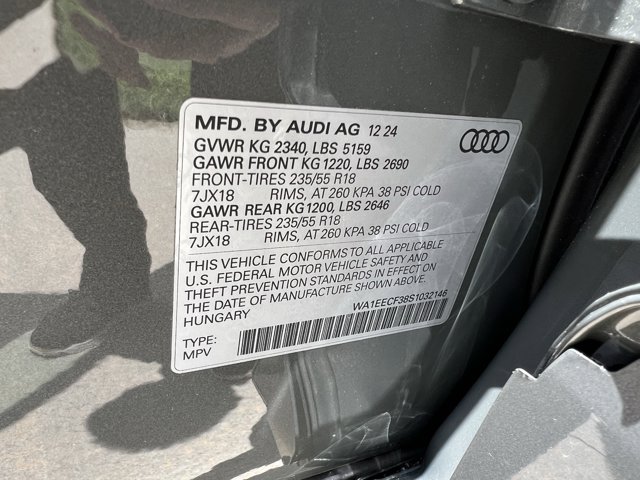 MFD. BY AUDI AG 12 24
GVWR KG 2340, LBS 5159
GAWR FRONT KG 1220, LBS 2690
FRONT-TIRES 235/55 R18
7JX18 RIMS, AT 260 KPA 38 PSI COLD
GAWR REAR KG1200, LBS 2646
REAR-TIRES 235/55 R18
7JX18 RIMS, AT 260 KPA 38 PSI COLD
THIS VEHICLE CONFORMS TO ALL APPLICABLE
U.S. FEDERAL MOTOR VEHICLE SAFETY AND
THEFT PREVENTION STANDARDS IN EFFECT ON
THE DATE OF MANUFACTURE SHOWN ABOVE
HUNGARY
WA1EECF38S1032146
TYPE:
MPV